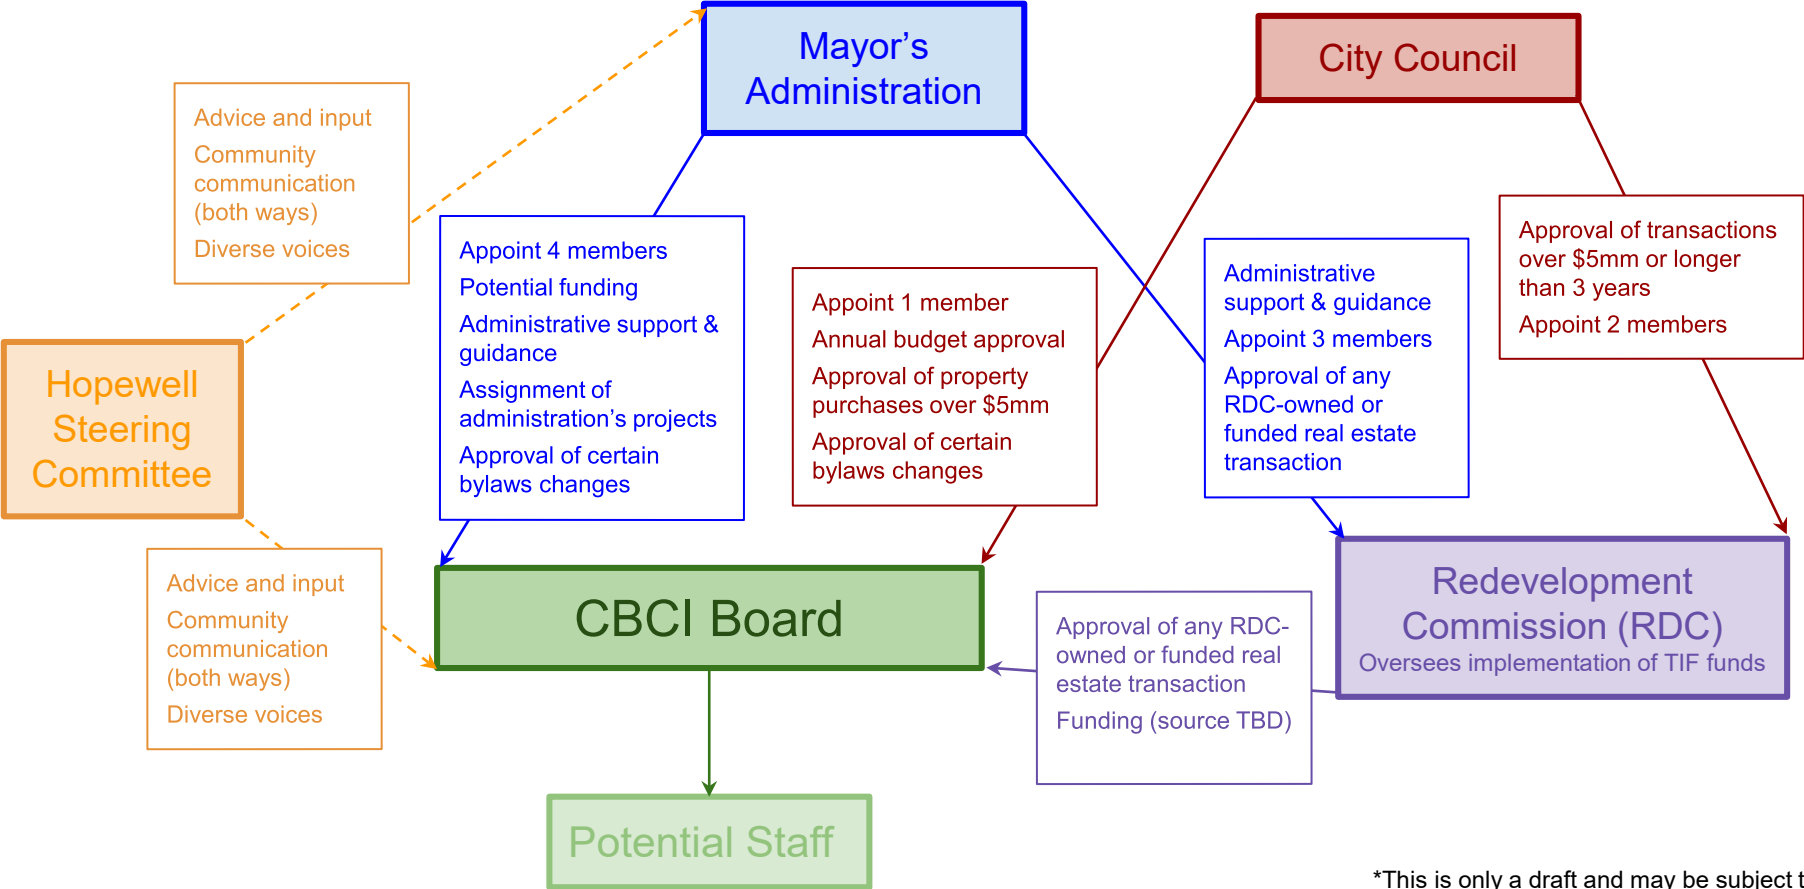 Mayor's
Administration
City Council
Advice and input
Community
communication
(both ways)
Diverse voices
Appoint 4 members
Potential funding
Administrative support &
guidance
Assignment of
administration's projects
Approval of certain
bylaws changes
Appoint 1 member
Annual budget approval
Approval of property
purchases over $5mm
Approval of certain
bylaws changes
Administrative
support & guidance
Appoint 3 members
Approval of any
RDC-owned or
funded real estate
transaction
Approval of transactions
over $5mm or longer
than 3 years
Appoint 2 members
Hopewell
Steering
Committee
Advice and input
Community
communication
(both ways)
Diverse voices
CBCI Board
Approval of any RDC-
owned or funded real
estate transaction
Funding (source TBD)
Redevelopment
Commission (RDC)
Oversees implementation of TIF funds
Potential Staff
*This is only a draft and may be subject